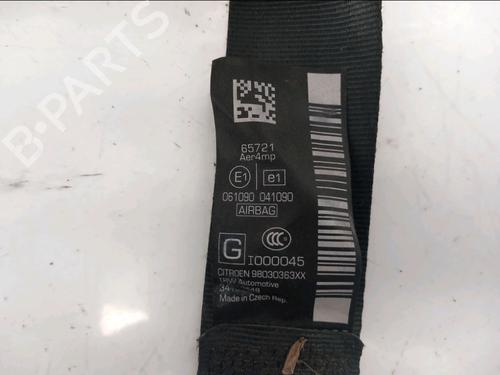 B-PARTS
65721
Aer4mp
E1 e1
061090 041090
AIRBAG
G I000045
CCC
CITROEN 98030363XX
TRW Automotive
Made in Czech Rep.